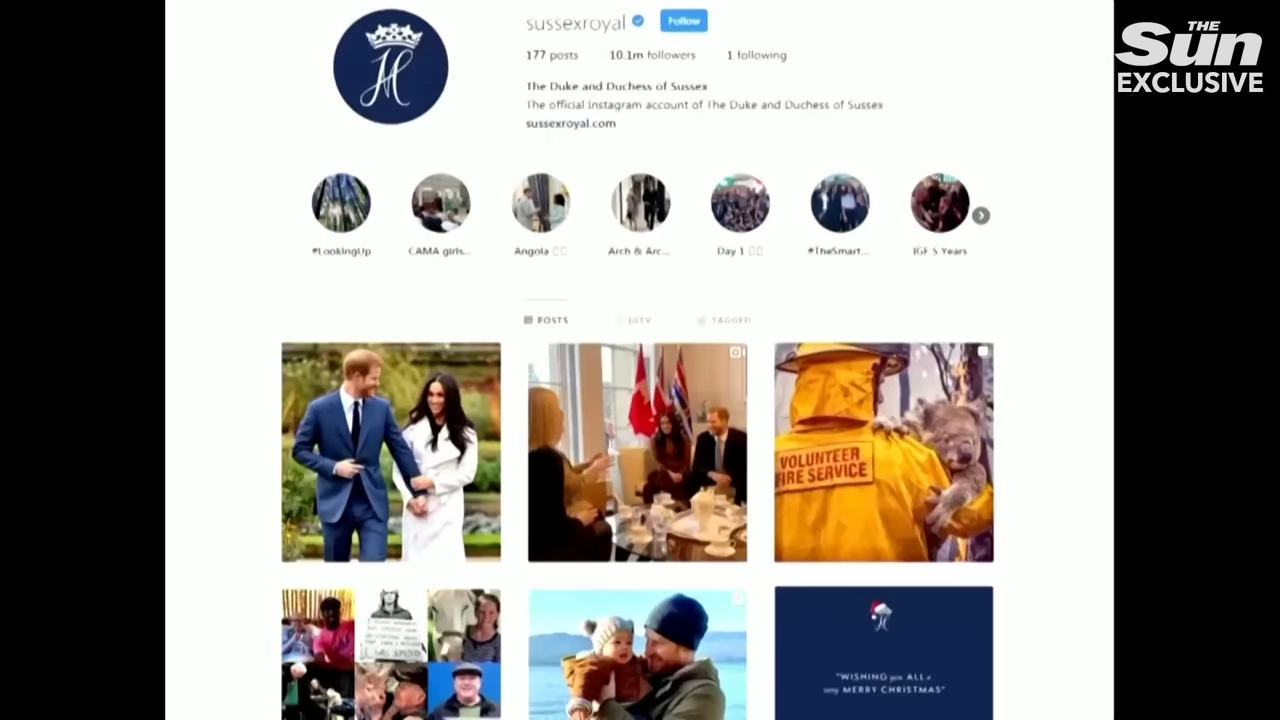 THE
Sun
EXCLUSIVE
sussexroyal Follow
177 posts 10.1m followers 1 following
The Duke and Duchess of Sussex
The official Instagram account of The Duke and Duchess of Sussex
sussexroyal.com
#LookingUp CAMA girls... Angola Arch & Arc... Day 1 #TheSmart... IGF 5 Years
POSTS IGTV TAGGED
VOLUNTEER
FIRE SERVICE
"WISHING you ALL a
very MERRY CHRISTMAS"